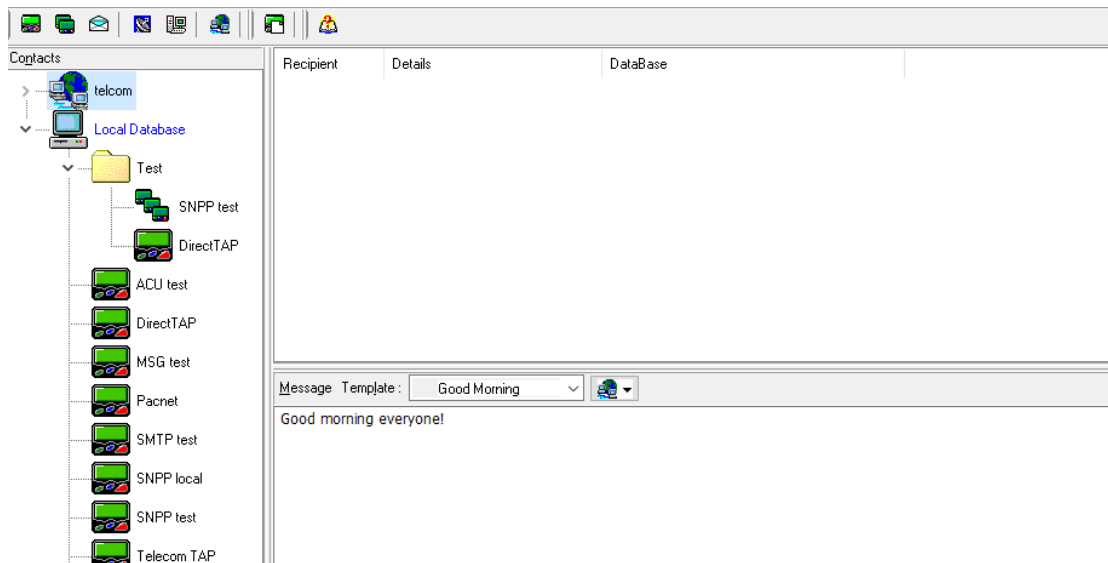 Contacts
telcom
Local Database
Test
SNPP test
DirectTAP
ACU test
DirectTAP
MSG test
Pacnet
SMTP test
SNPP local
SNPP test
Telecom TAP
Recipient Details DataBase
Message Template : Good Morning
Good morning everyone!